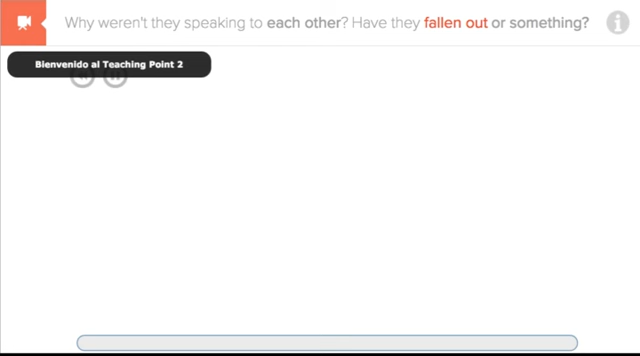 Why weren't they speaking to each other? Have they fallen out or something?
Bienvenido al Teaching Point 2